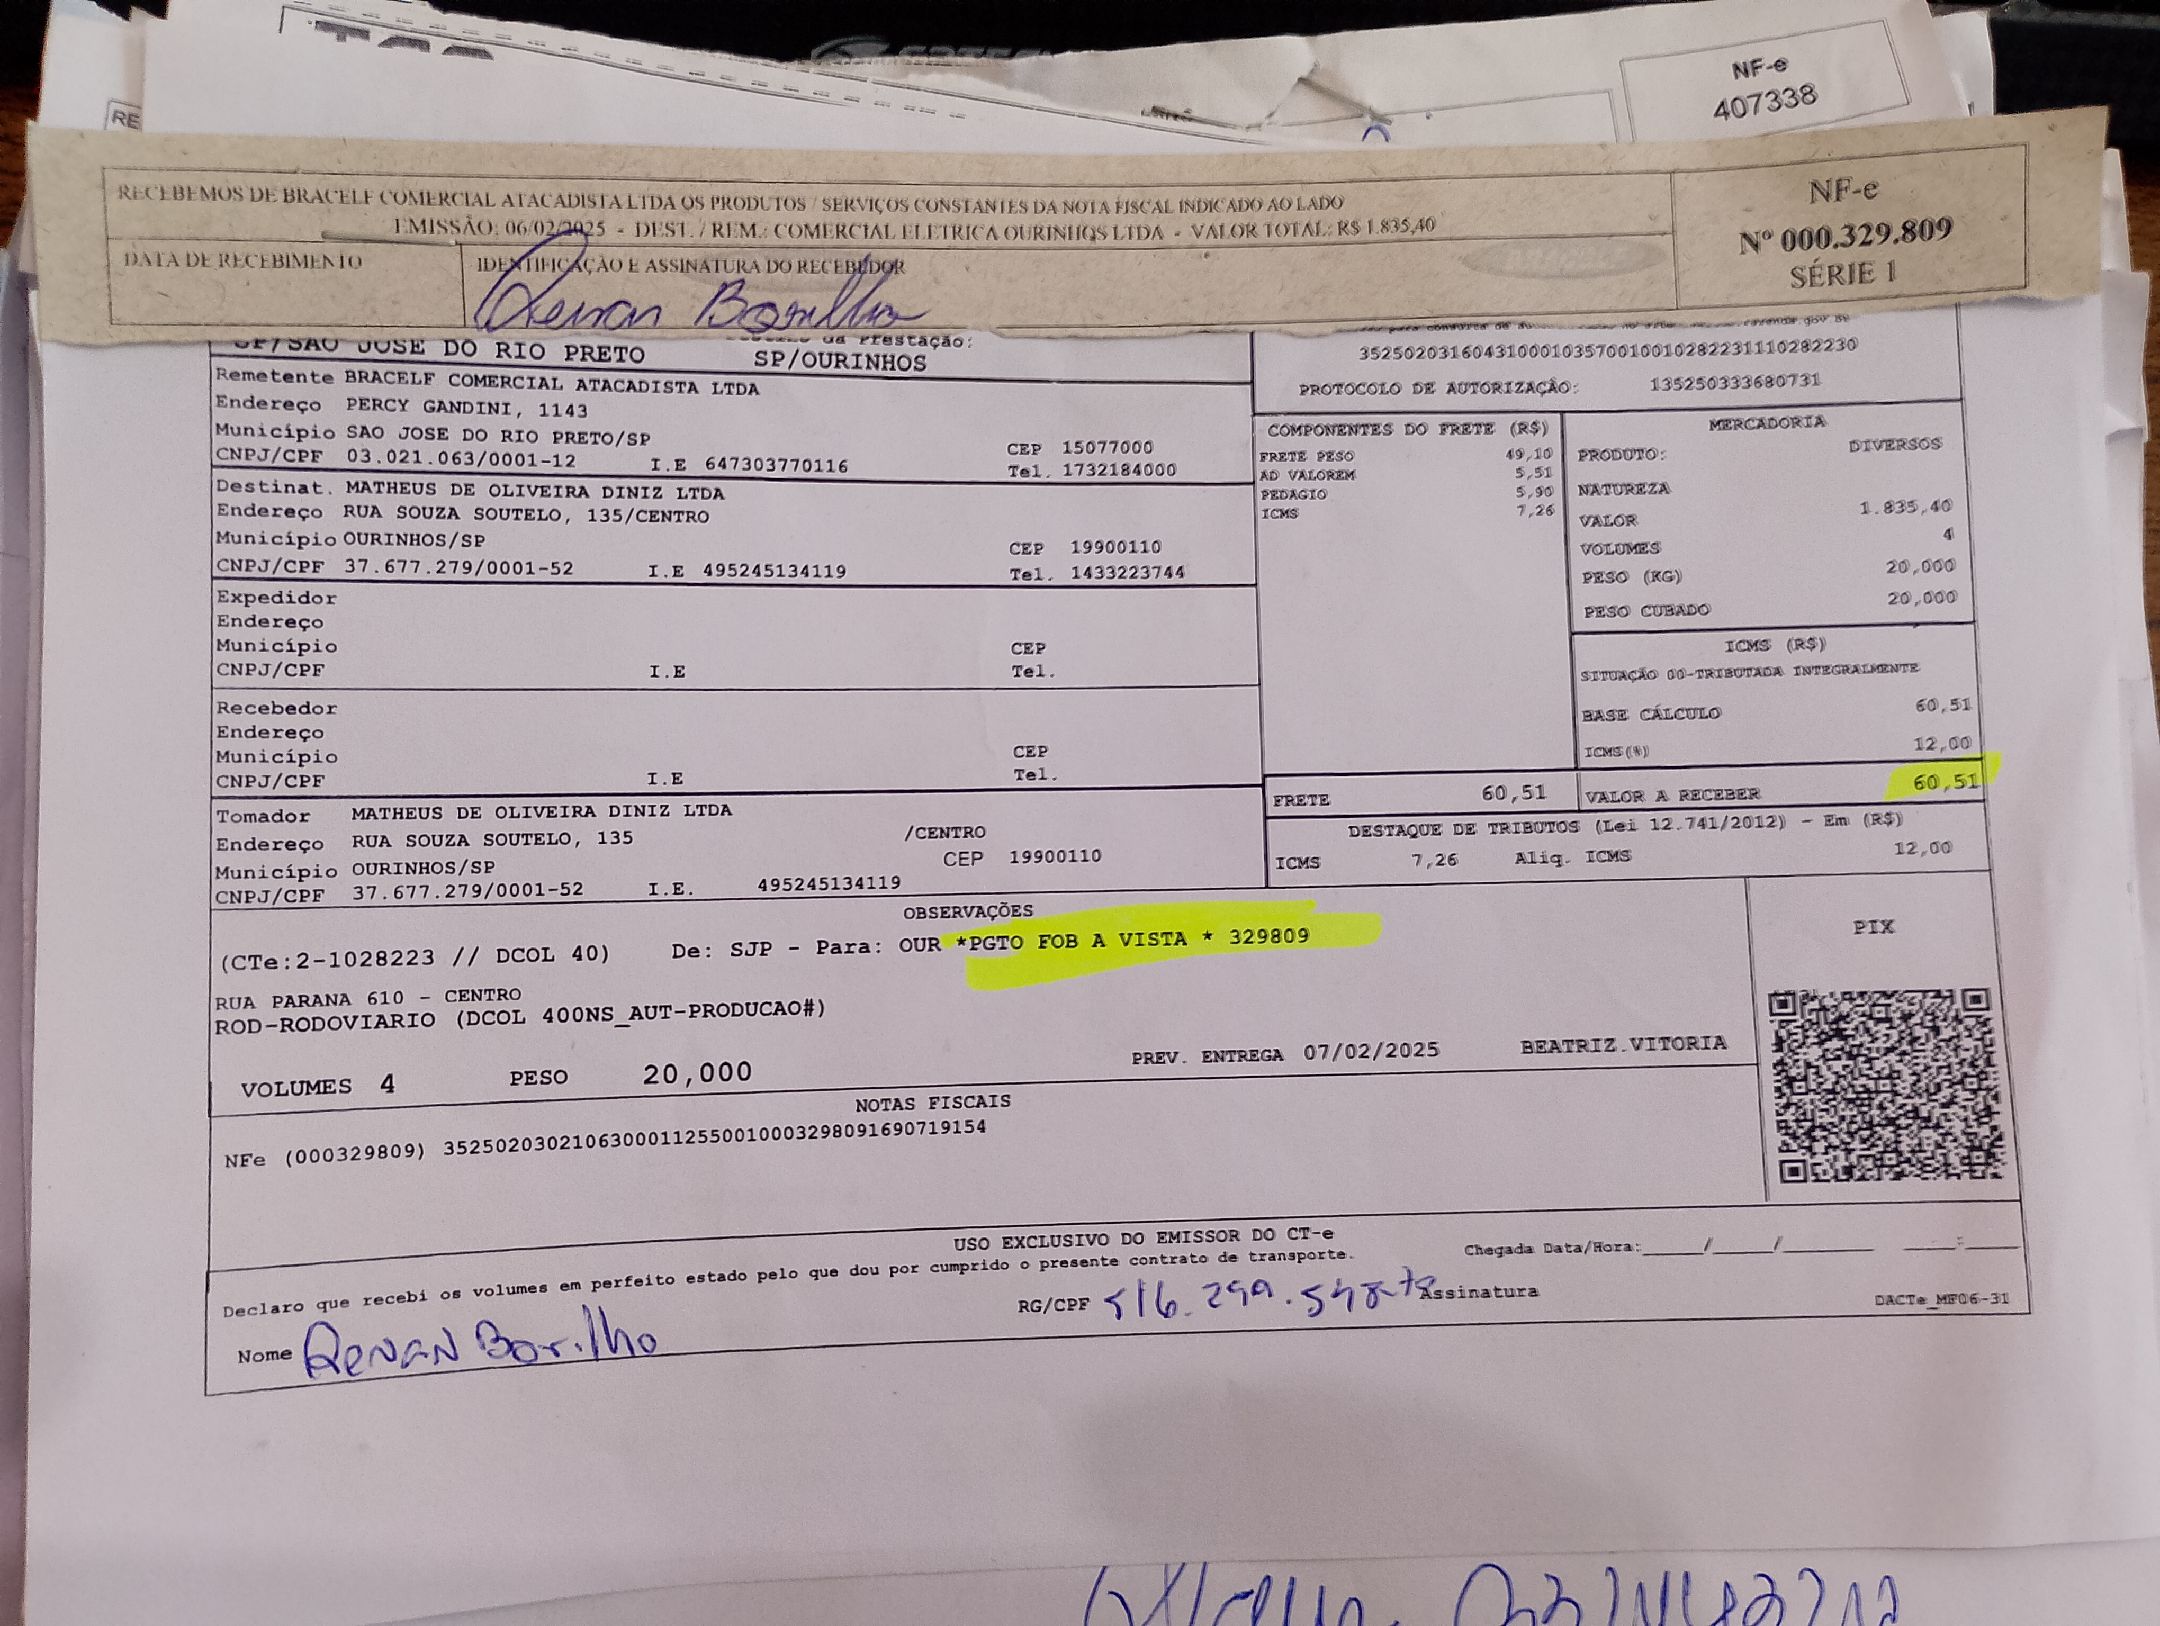 NF-e
407338
RE
RECEBEMOS DE BRACELF COMERCIAL ATACADISTA LTDA OS PRODUTOS / SERVIÇOS CONSTANTES DA NOTA FISCAL INDICADO AO LADO
EMISSÃO: 06/02/2025 - DEST. / REM.: COMERCIAL ELETRICA OURINHOS LTDA - VALOR TOTAL: R$ 1.835,40
DATA DE RECEBIMENTO
IDENTIFICAÇÃO E ASSINATURA DO RECEBEDOR
Renan Borilho
NF-e
Nº 000.329.809
SÉRIE 1
SP/SAO JOSE DO RIO PRETO
da Prestação:
SP/OURINHOS
Remetente BRACELF COMERCIAL ATACADISTA LTDA
Endereço PERCY GANDINI, 1143
Município SAO JOSE DO RIO PRETO/SP CEP 15077000
CNPJ/CPF 03.021.063/0001-12 I.E 647303770116 Tel. 1732184000
Destinat. MATHEUS DE OLIVEIRA DINIZ LTDA
Endereço RUA SOUZA SOUTELO, 135/CENTRO
Município OURINHOS/SP CEP 19900110
CNPJ/CPF 37.677.279/0001-52 I.E 495245134119 Tel. 1433223744
Expedidor
Endereço
Município CEP
CNPJ/CPF I.E Tel.
Recebedor
Endereço
Município CEP
CNPJ/CPF I.E Tel.
Tomador MATHEUS DE OLIVEIRA DINIZ LTDA
Endereço RUA SOUZA SOUTELO, 135 /CENTRO
Município OURINHOS/SP CEP 19900110
CNPJ/CPF 37.677.279/0001-52 I.E. 495245134119
35250203160431000103570010010282231110282230
PROTOCOLO DE AUTORIZAÇÃO: 135250333680731
COMPONENTES DO FRETE (R$)
FRETE PESO 49,10
AD VALOREM 5,51
PEDAGIO 5,90
ICMS 7,26
MERCADORIA
PRODUTO: DIVERSOS
NATUREZA
VALOR 1.835,40
VOLUMES 4
PESO (KG) 20,000
PESO CUBADO 20,000
ICMS (R$)
SITUAÇÃO 00-TRIBUTADA INTEGRALMENTE
BASE CÁLCULO 60,51
ICMS(%) 12,00
FRETE 60,51
VALOR A RECEBER 60,51
DESTAQUE DE TRIBUTOS (Lei 12.741/2012) - Em (R$)
ICMS 7,26 Aliq. ICMS 12,00
OBSERVAÇÕES
(CTe:2-1028223 // DCOL 40) De: SJP - Para: OUR *PGTO FOB A VISTA * 329809
RUA PARANA 610 - CENTRO
ROD-RODOVIARIO (DCOL 400NS_AUT-PRODUCAO#)
VOLUMES 4 PESO 20,000 PREV. ENTREGA 07/02/2025 BEATRIZ.VITORIA
PIX
NOTAS FISCAIS
NFe (000329809) 35250203021063000112550010003298091690719154
USO EXCLUSIVO DO EMISSOR DO CT-e
Declaro que recebi os volumes em perfeito estado pelo que dou por cumprido o presente contrato de transporte.
Chegada Data/Hora:____/____/______ ____:____
Nome Renan Borilho
RG/CPF 516.299.548-78
Assinatura
DACTe_MF06-31